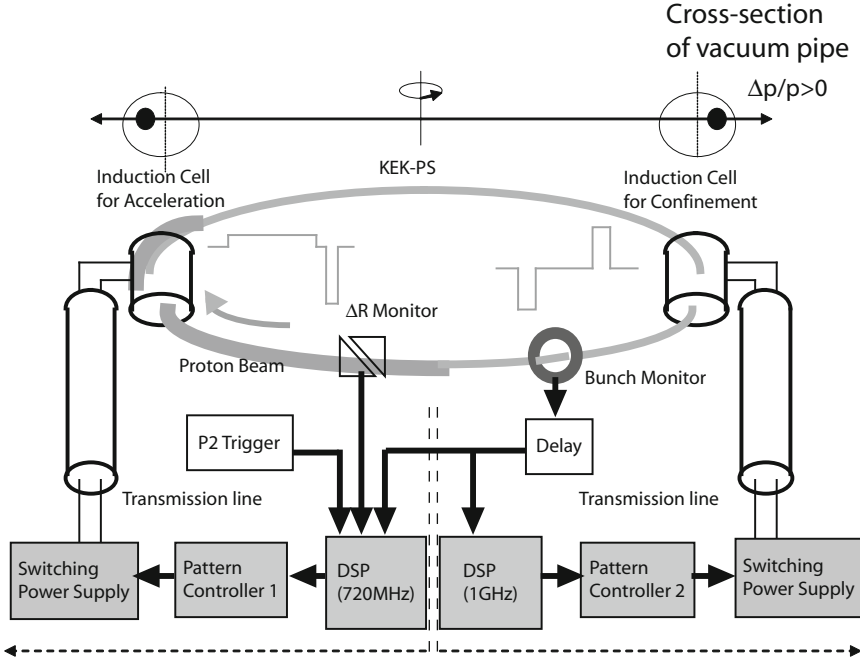 Cross-section
of vacuum pipe
Δp/p>0
KEK-PS
Induction Cell
for Acceleration
Induction Cell
for Confinement
ΔR Monitor
Proton Beam
Bunch Monitor
P2 Trigger
Delay
Transmission line
Transmission line
Switching
Power Supply
Pattern
Controller 1
DSP
(720MHz)
DSP
(1GHz)
Pattern
Controller 2
Switching
Power Supply